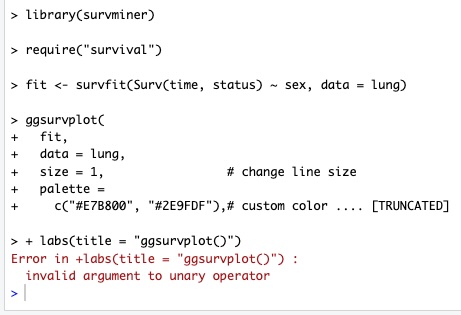 > library(survminer)
> require("survival")
> fit <- survfit(Surv(time, status) ~ sex, data = lung)
> ggsurvplot(
+   fit,
+   data = lung,
+   size = 1,                 # change line size
+   palette =
+     c("#E7B800", "#2E9FDF"),# custom color .... [TRUNCATED]
> + labs(title = "ggsurvplot()")
Error in +labs(title = "ggsurvplot()") :
  invalid argument to unary operator
>